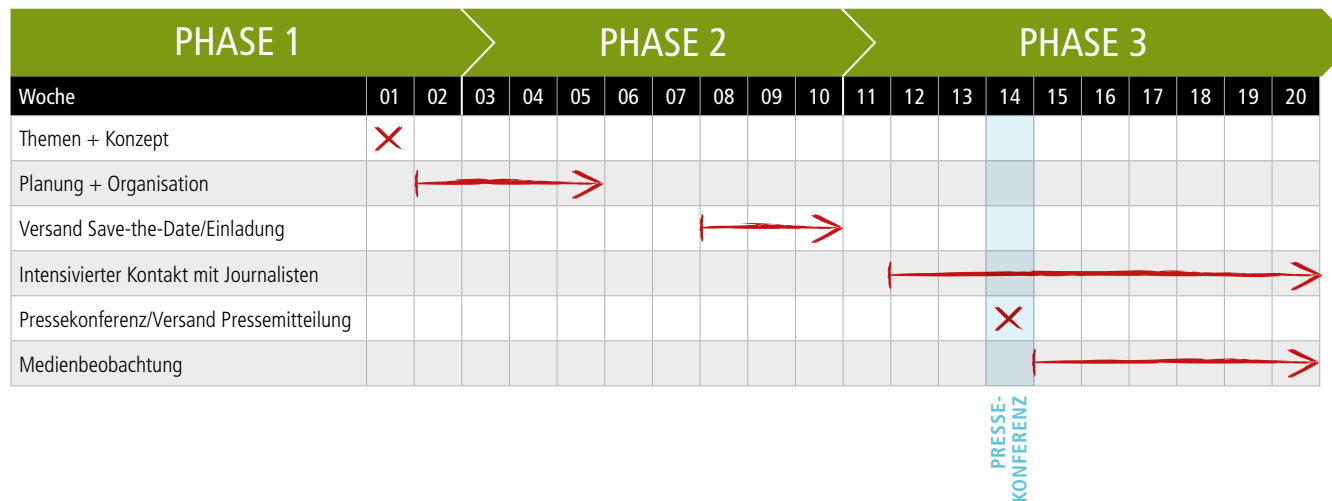 PHASE 1 PHASE 2 PHASE 3
Woche 01 02 03 04 05 06 07 08 09 10 11 12 13 14 15 16 17 18 19 20
Themen + Konzept
Planung + Organisation
Versand Save-the-Date/Einladung
Intensivierter Kontakt mit Journalisten
Pressekonferenz/Versand Pressemitteilung
Medienbeobachtung
PRESSE-
KONFERENZ